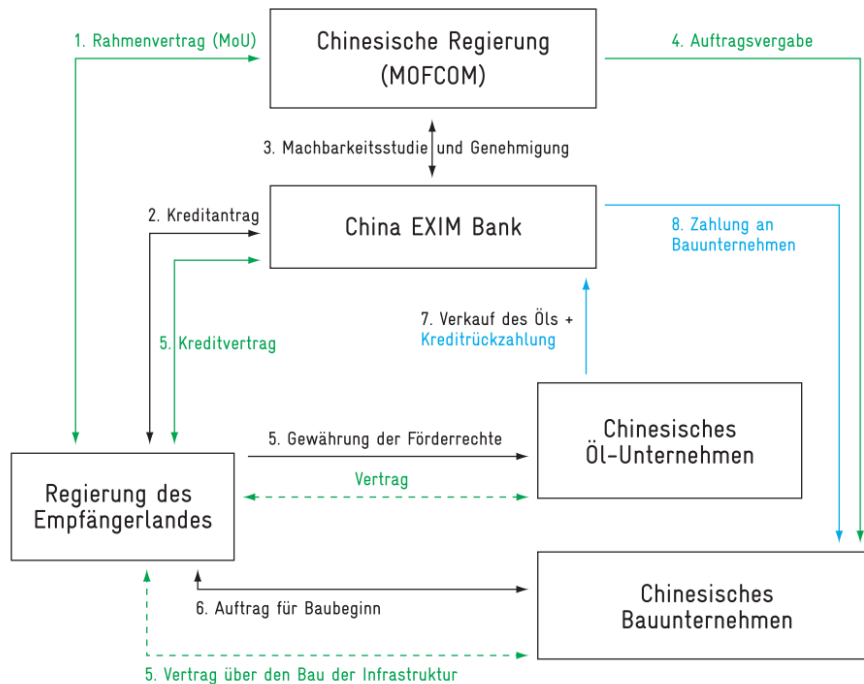 1. Rahmenvertrag (MoU)
Chinesische Regierung
(MOFCOM)
4. Auftragsvergabe
3. Machbarkeitsstudie und Genehmigung
2. Kreditantrag
China EXIM Bank
8. Zahlung an
Bauunternehmen
7. Verkauf des Öls +
Kreditrückzahlung
5. Kreditvertrag
5. Gewährung der Förderrechte
Chinesisches
Öl-Unternehmen
Vertrag
Regierung des
Empfängerlandes
6. Auftrag für Baubeginn
Chinesisches
Bauunternehmen
5. Vertrag über den Bau der Infrastruktur